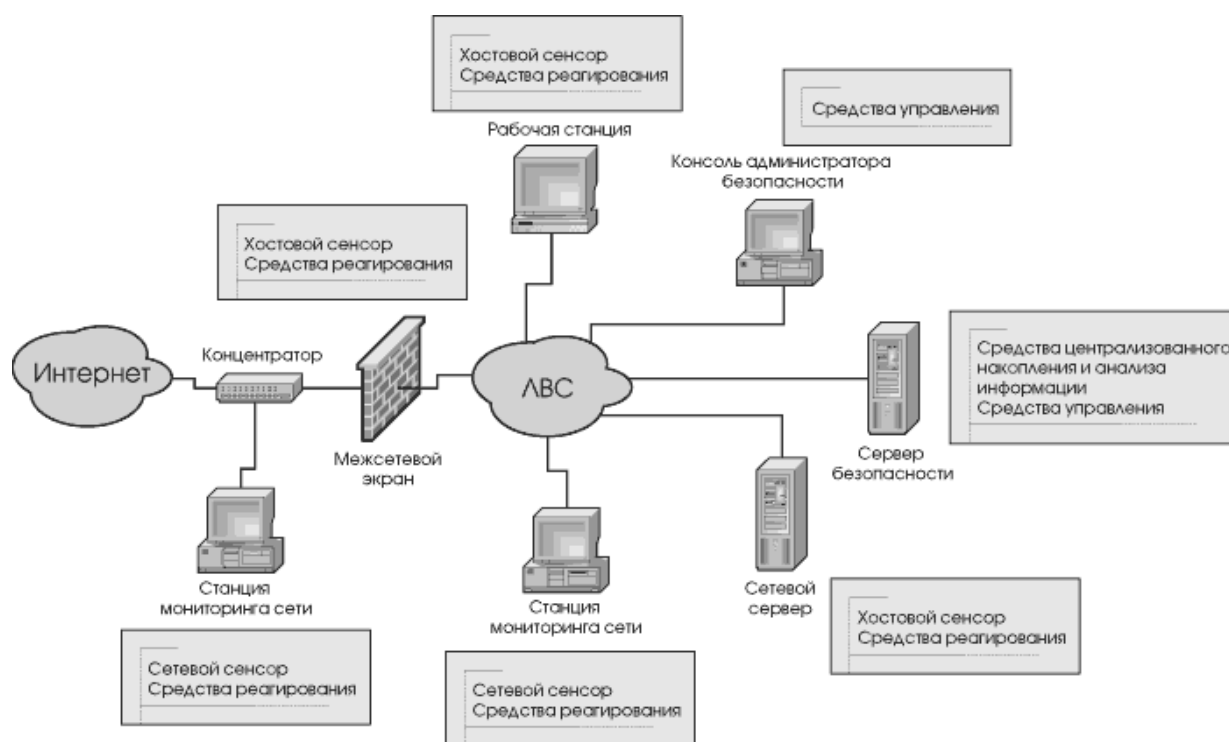 Хостовой сенсор
Средства реагирования
Рабочая станция
Средства управления
Консоль администратора
безопасности
Хостовой сенсор
Средства реагирования
Интернет
Концентратор
Межсетевой
экран
ЛВС
Средства централизованного
накопления и анализа
информации
Средства управления
Сервер
безопасности
Станция
мониторинга сети
Сетевой сенсор
Средства реагирования
Станция
мониторинга сети
Сетевой сенсор
Средства реагирования
Сетевой
сервер
Хостовой сенсор
Средства реагирования